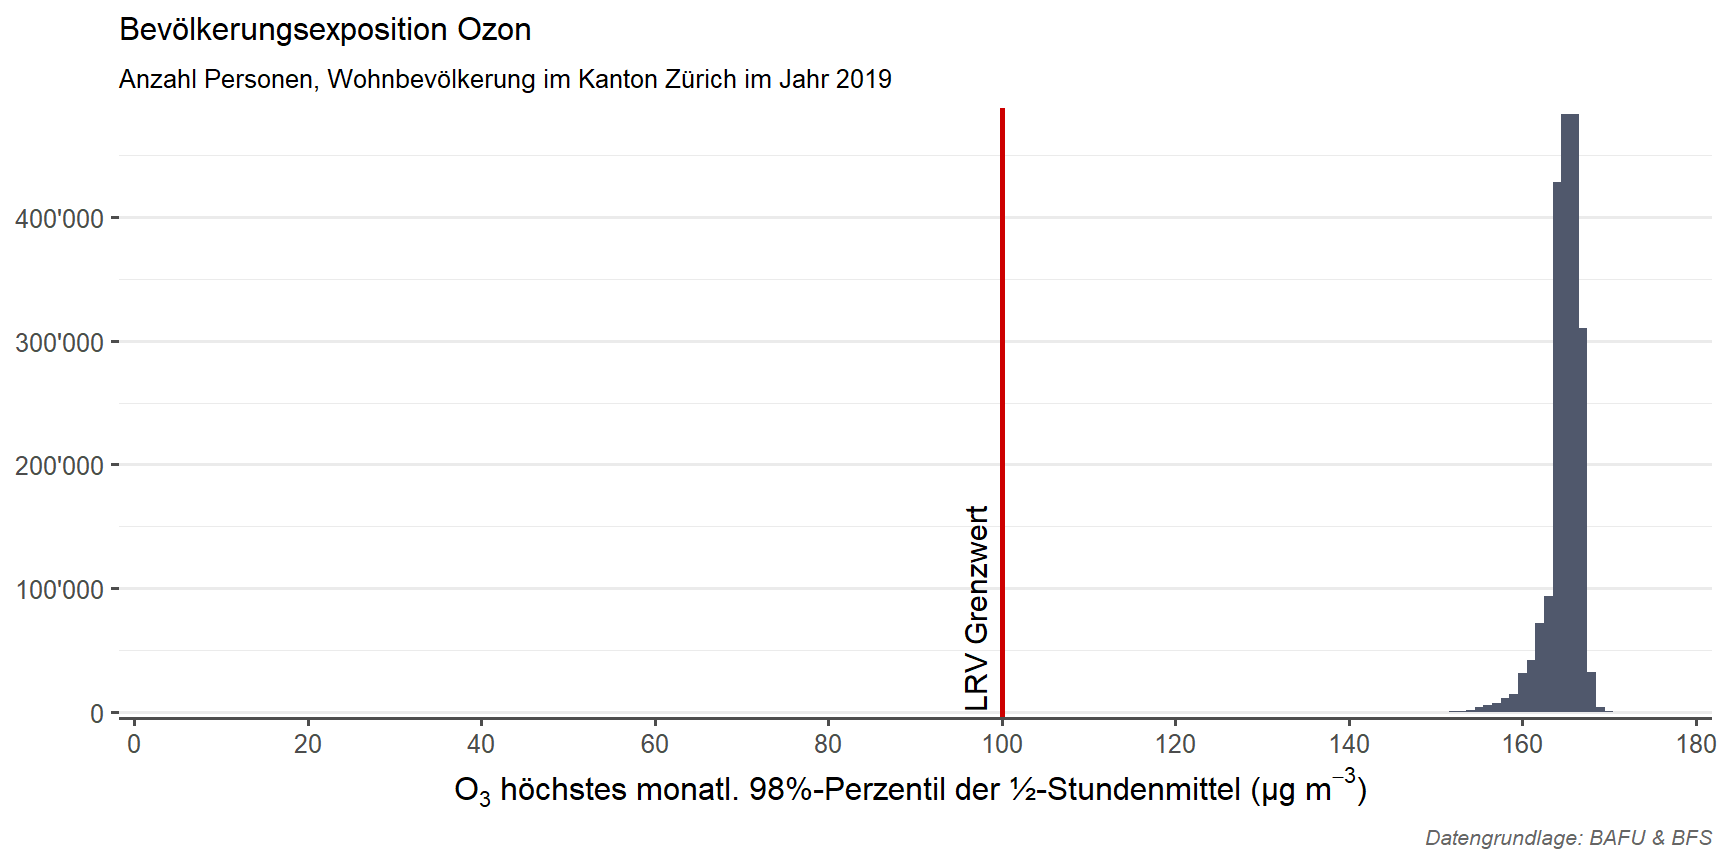 Bevölkerungsexposition Ozon
Anzahl Personen, Wohnbevölkerung im Kanton Zürich im Jahr 2019
400'000
300'000
200'000
100'000
0
LRV Grenzwert
0 20 40 60 80 100 120 140 160 180
O₃ höchstes monatl. 98%-Perzentil der ½-Stundenmittel (µg m⁻³)
Datengrundlage: BAFU & BFS